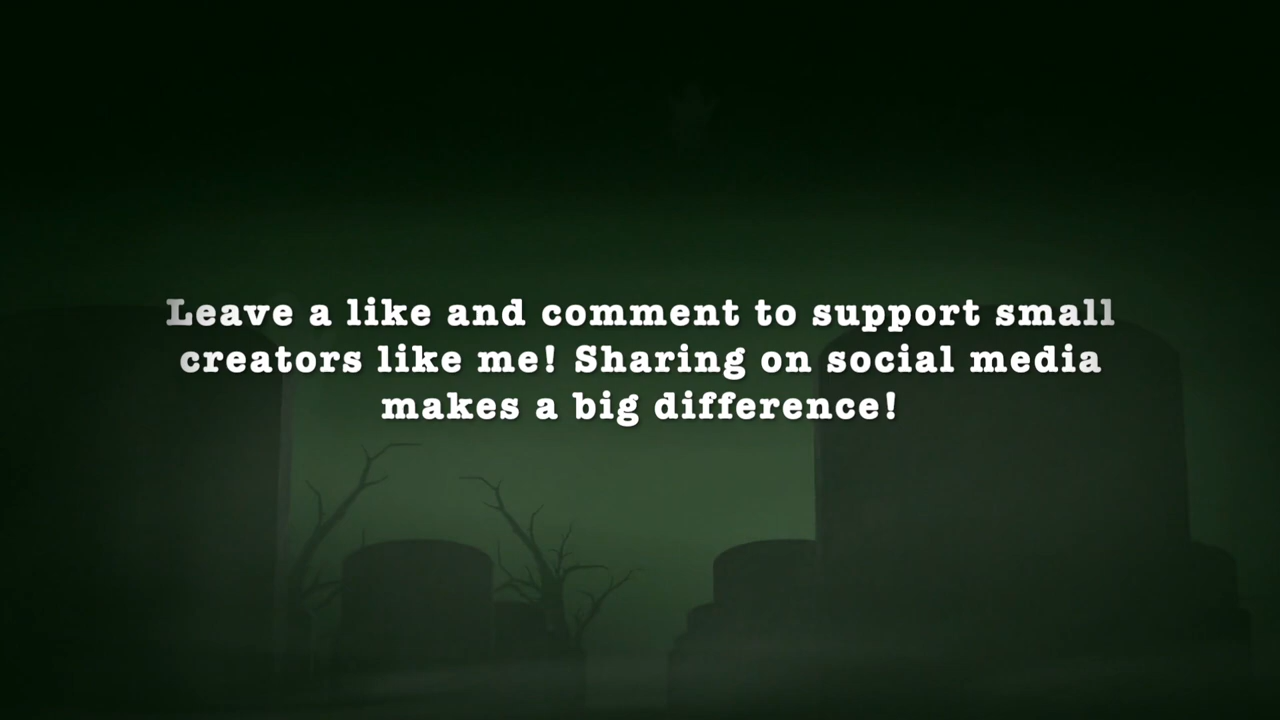 Leave a like and comment to support small
creators like me! Sharing on social media
makes a big difference!